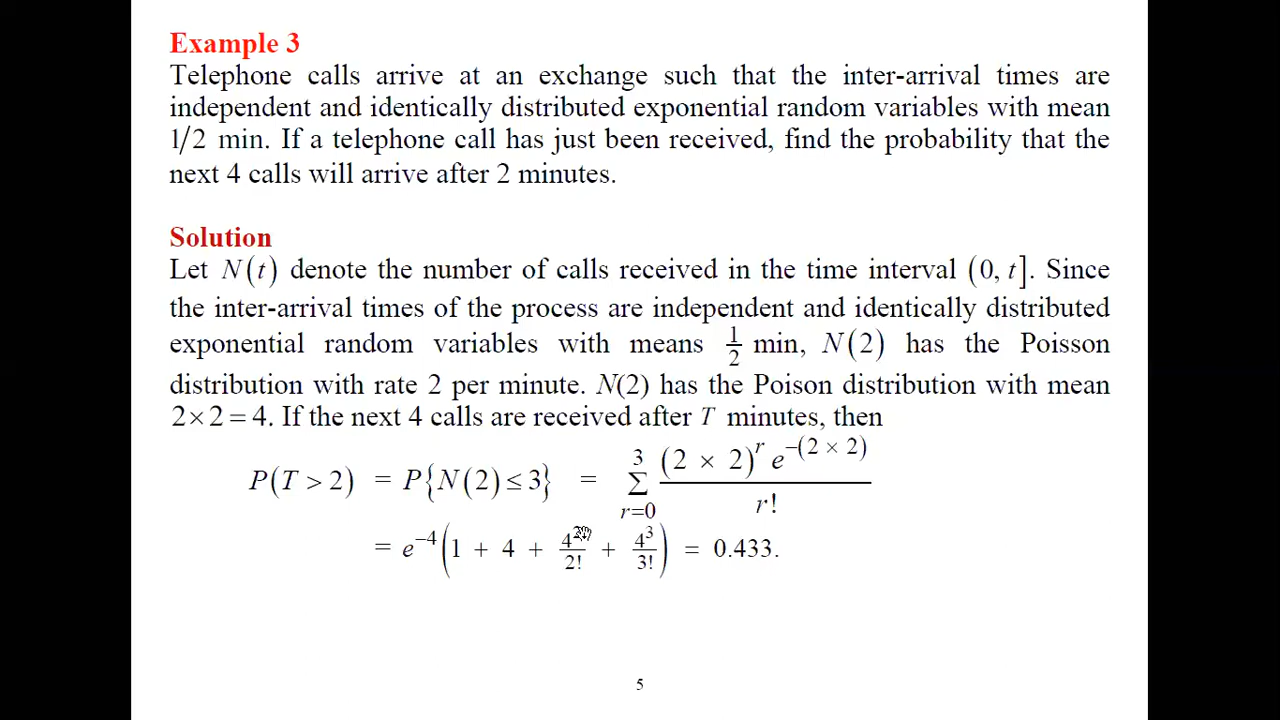 Example 3
Telephone calls arrive at an exchange such that the inter-arrival times are
independent and identically distributed exponential random variables with mean
1/2 min. If a telephone call has just been received, find the probability that the
next 4 calls will arrive after 2 minutes.
Solution
Let N(t) denote the number of calls received in the time interval (0, t]. Since
the inter-arrival times of the process are independent and identically distributed
exponential random variables with means 1/2 min, N(2) has the Poisson
distribution with rate 2 per minute. N(2) has the Poison distribution with mean
2×2=4. If the next 4 calls are received after T minutes, then
P(T > 2) = P{N(2) ≤ 3} = 3 Σ r=0 (2 × 2)^r e^−(2 × 2) / r!
= e^−4 (1 + 4 + 4^2/2! + 4^3/3!) = 0.433.
5